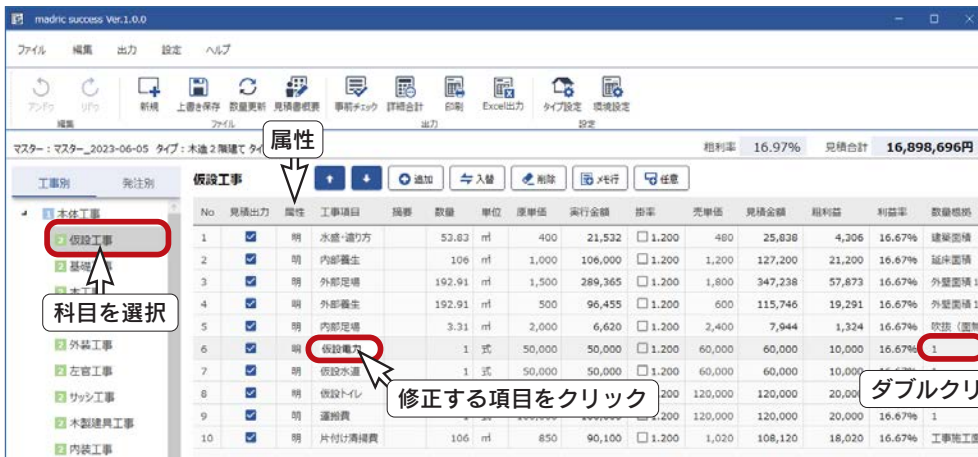 madric success Ver.1.0.0
ファイル 編集 出力 設定 ヘルプ
アンドゥ リドゥ 新規 上書き保存 数量更新 見積書概要 事前チェック 詳細合計 印刷 Excel出力 タイプ設定 環境設定
編集 ファイル 出力 設定
属性
マスター：マスター_2023-06-05 タイプ：木造2階建て タイ 粗利率 16.97% 見積合計 16,898,696円
工事別 発注別 仮設工事 追加 入替 削除 メモ行 任意
No 見積出力 属性 工事項目 摘要 数量 単位 原単価 実行金額 掛率 売単価 見積金額 粗利益 利益率 数量根拠
本体工事
仮設工事
基礎 事
木工事
科目を選択
外装工事
左官工事
サッシ工事
木製建具工事
内装工事
1 明 水盛・遣り方 53.83 ㎡ 400 21,532 1.200 480 25,838 4,306 16.67% 建築面積
2 明 内部養生 106 ㎡ 1,000 106,000 1.200 1,200 127,200 21,200 16.67% 延床面積
3 明 外部足場 192.91 ㎡ 1,500 289,365 1.200 1,800 347,238 57,873 16.67% 外壁面積1
4 明 外部養生 192.91 ㎡ 500 96,455 1.200 600 115,746 19,291 16.67% 外壁面積
5 明 内部足場 3.31 ㎡ 2,000 6,620 1.200 2,400 7,944 1,324 16.67% 吹抜（面
6 明 仮設電力 1 式 50,000 50,000 1.200 60,000 60,000 10,000 16.67% 1
7 明 仮設水道 1 式 50,000 50,000 1.200 60,000 60,000 10,000
8 明 仮設トイレ .200 120,000 120,000 20,00
修正する項目をクリック
ダブルクリ
9 明 運搬費 120,000 120,000 20,000 16.67% 1
10 明 片付け清掃費 106 ㎡ 850 90,100 1.200 1,020 108,120 18,020 16.67% 工事施工面